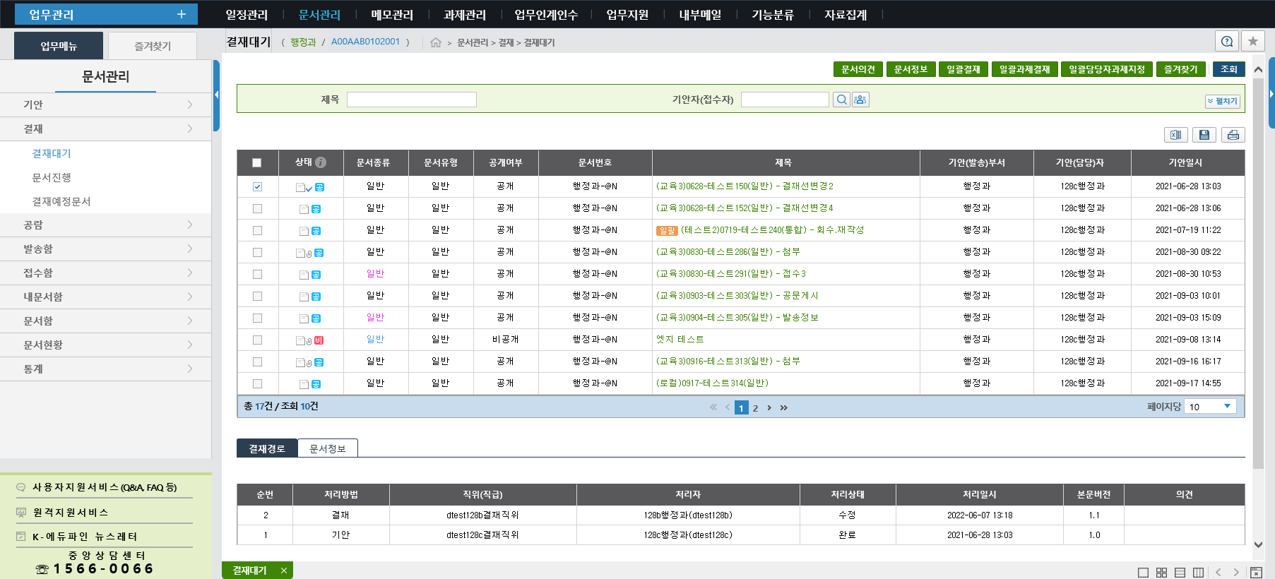 업무관리 +
일정관리 문서관리 메모관리 과제관리 업무인계인수 업무지원 내부메일 기능분류 자료집계
업무메뉴 즐겨찾기
결재대기 ( 행정과 / A00AAB0102001 ) > 문서관리 > 결재 > 결재대기
문서관리
기안
결재
결재대기
문서진행
결재예정문서
공람
발송함
접수함
내문서함
문서함
문서현황
통계
사용자지원서비스(Q&A, FAQ 등)
원격지원서비스
K-에듀파인 뉴스레터
중앙상담센터
☏1566-0066
문서의견 문서정보 일괄결재 일괄과제결재 일괄담당자과제지정 즐겨찾기 조회
제목 기안자(접수자) 펼치기
상태 문서종류 문서유형 공개여부 문서번호 제목 기안(발송)부서 기안(담당)자 기안일시
공 일반 일반 공개 행정과-@N (교육3)0628-테스트150(일반) - 결재선변경2 행정과 128c행정과 2021-06-28 13:03
공 일반 일반 공개 행정과-@N (교육3)0628-테스트152(일반) - 결재선변경4 행정과 128c행정과 2021-06-28 13:06
공 일반 일반 공개 행정과-@N 일괄 (테스트2)0719-테스트240(통합) - 회수.재작성 행정과 128c행정과 2021-07-19 11:22
공 일반 일반 공개 행정과-@N (교육3)0830-테스트286(일반) - 첨부 행정과 128c행정과 2021-08-30 09:22
공 일반 일반 공개 행정과-@N (교육3)0830-테스트291(일반) - 접수3 행정과 128c행정과 2021-08-30 10:53
공 일반 일반 공개 행정과-@N (교육3)0903-테스트303(일반) - 공문게시 행정과 128c행정과 2021-09-03 10:01
공 일반 일반 공개 행정과-@N (교육3)0904-테스트305(일반) - 발송정보 행정과 128c행정과 2021-09-03 15:09
비 일반 일반 비공개 행정과-@N 엣지 테스트 행정과 128c행정과 2021-09-08 13:14
공 일반 일반 공개 행정과-@N (교육3)0916-테스트313(일반) - 첨부 행정과 128c행정과 2021-09-16 16:17
공 일반 일반 공개 행정과-@N (로컬)0917-테스트314(일반) 행정과 128c행정과 2021-09-17 14:55
총 17건 / 조회 10건 « < 1 2 > » 페이지당 10
결재경로 문서정보
순번 처리방법 직위(직급) 처리자 처리상태 처리일시 본문버전 의견
2 결재 dtest128b결재직위 128b행정과(dtest128b) 수정 2022-06-07 13:18 1.1
1 기안 dtest128c결재직위 128c행정과(dtest128c) 완료 2021-06-28 13:03 1.0
결재대기 ×